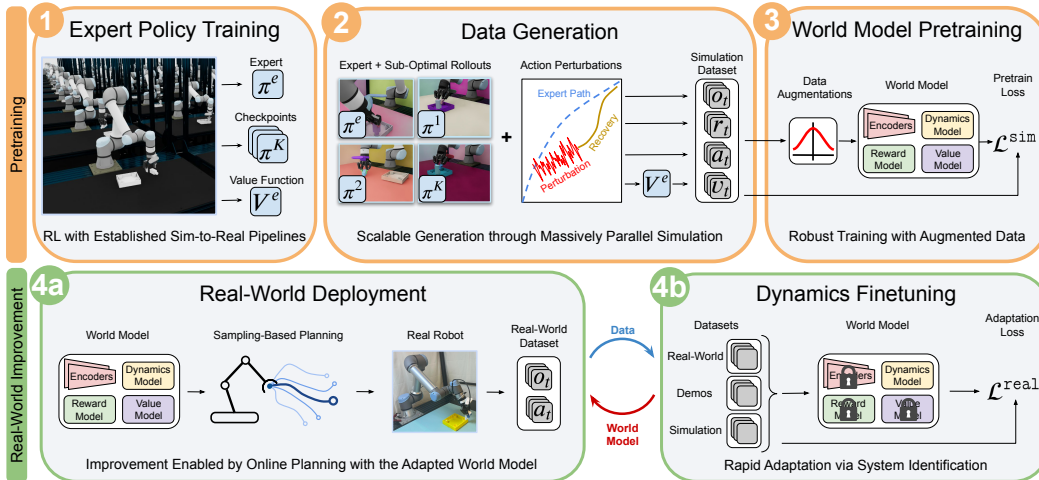 Pretraining
1
Expert Policy Training
Expert
π^e
Checkpoints
π^K
Value Function
V^e
RL with Established Sim-to-Real Pipelines
2
Data Generation
Expert + Sub-Optimal Rollouts
π^e
π^1
π^2
π^K
+
Action Perturbations
Expert Path
Recovery
Perturbation
V^e
Simulation
Dataset
o_t
r_t
a_t
v_t
Scalable Generation through Massively Parallel Simulation
3
World Model Pretraining
Data
Augmentations
World Model
Encoders
Dynamics
Model
Reward
Model
Value Model
Pretrain
Loss
ℒ^sim
Robust Training with Augmented Data
Real-World Improvement
4a
Real-World Deployment
World Model
Encoders
Dynamics
Model
Reward
Model
Value
Model
Sampling-Based Planning
Real Robot
Real-World
Dataset
o_t
a_t
Improvement Enabled by Online Planning with the Adapted World Model
Data
World
Model
4b
Dynamics Finetuning
Datasets
Real-World
Demos
Simulation
World Model
Encoders
Dynamics
Model
Reward
Model
Value
Model
Adaptation
Loss
ℒ^real
Rapid Adaptation via System Identification